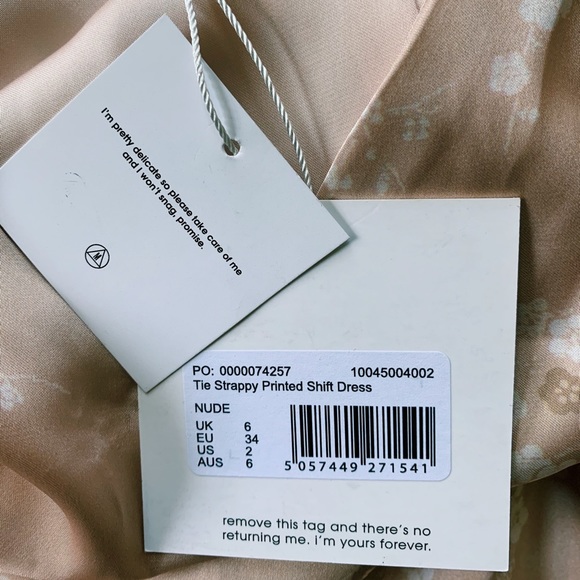 I'm pretty delicate so please take care of me
and I won't snag, promise.
PO: 0000074257 10045004002
Tie Strappy Printed Shift Dress
NUDE
UK 6
EU 34
US 2
AUS 6
5 057449 271541
remove this tag and there's no
returning me. i'm yours forever.